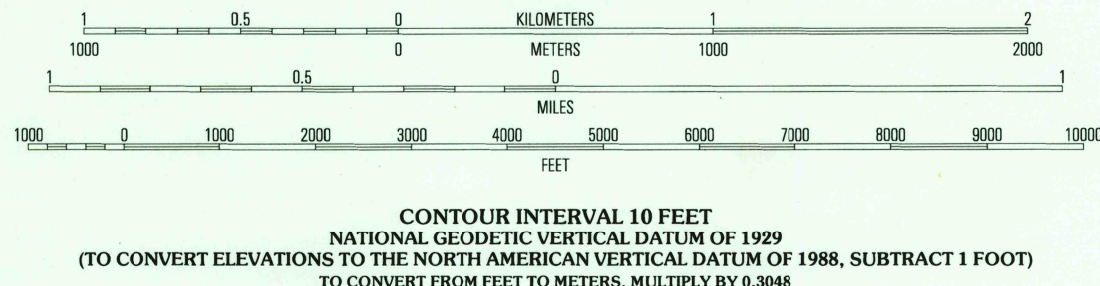 1 0.5 0 KILOMETERS 1 2
1000 0 METERS 1000 2000
1 0.5 0 1
MILES
1000 0 1000 2000 3000 4000 5000 6000 7000 8000 9000 10000
FEET
CONTOUR INTERVAL 10 FEET
NATIONAL GEODETIC VERTICAL DATUM OF 1929
(TO CONVERT ELEVATIONS TO THE NORTH AMERICAN VERTICAL DATUM OF 1988, SUBTRACT 1 FOOT)
TO CONVERT FROM FEET TO METERS, MULTIPLY BY 0.3048